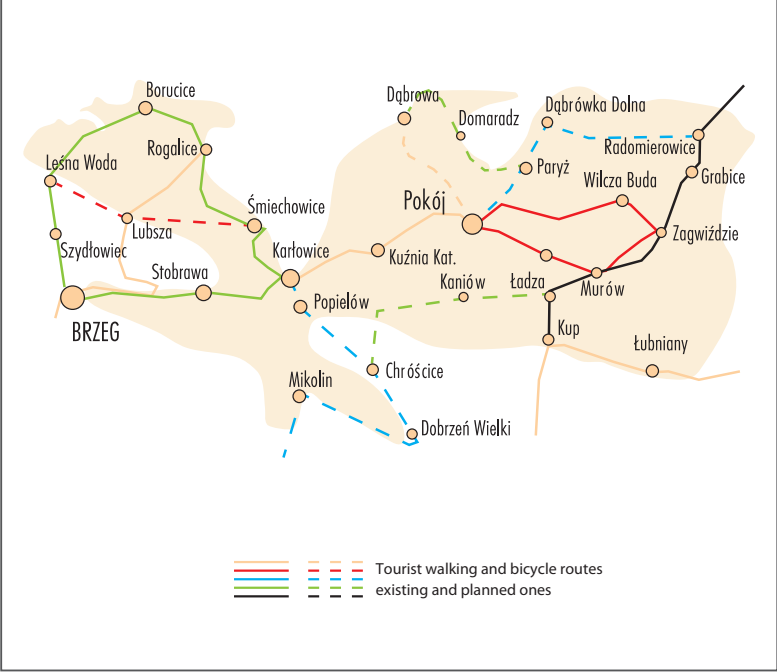 Borucice
Dąbrowa
Dąbrówka Dolna
Domaradz
Rogalice
Radomierowice
Leśna Woda
Paryż
Grabice
Wilcza Buda
Pokój
Śmiechowice
Lubsza
Zagwiździe
Szydłowiec
Karłowice
Kuźnia Kat.
Stobrawa
Kaniów
Ładza
Murów
Popielów
BRZEG
Kup
Łubniany
Chróścice
Mikolin
Dobrzeń Wielki
Tourist walking and bicycle routes
existing and planned ones